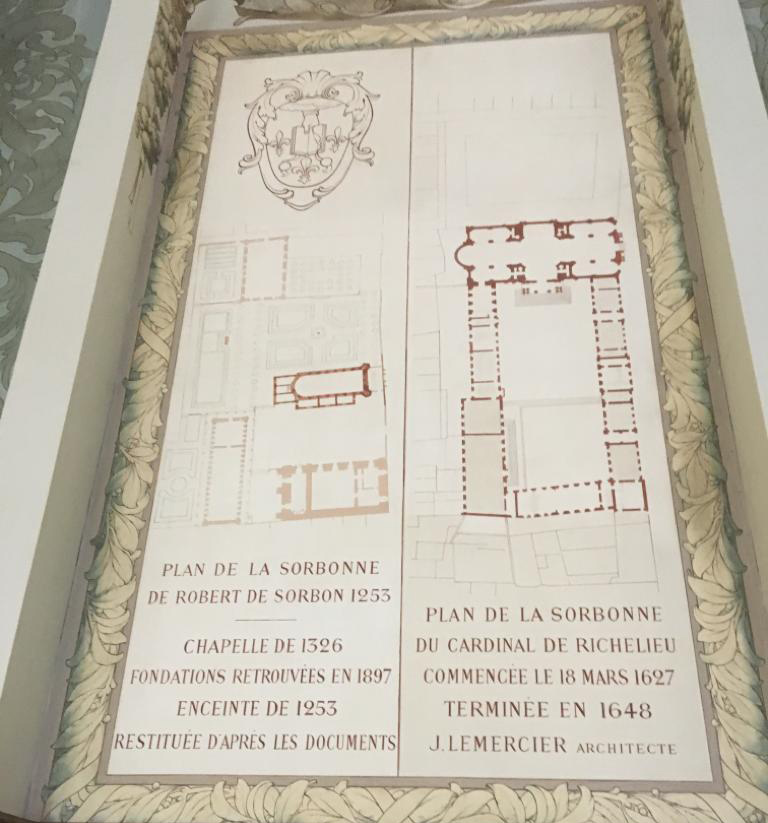 PLAN DE LA SORBONNE
DE ROBERT DE SORBON 1253
CHAPELLE DE 1326
FONDATIONS RETROUVÉES EN 1897
ENCEINTE DE 1253
RESTITUÉE D'APRÈS LES DOCUMENTS
PLAN DE LA SORBONNE
DU CARDINAL DE RICHELIEU
COMMENCÉE LE 18 MARS 1627
TERMINÉE EN 1648
J. LEMERCIER ARCHITECTE